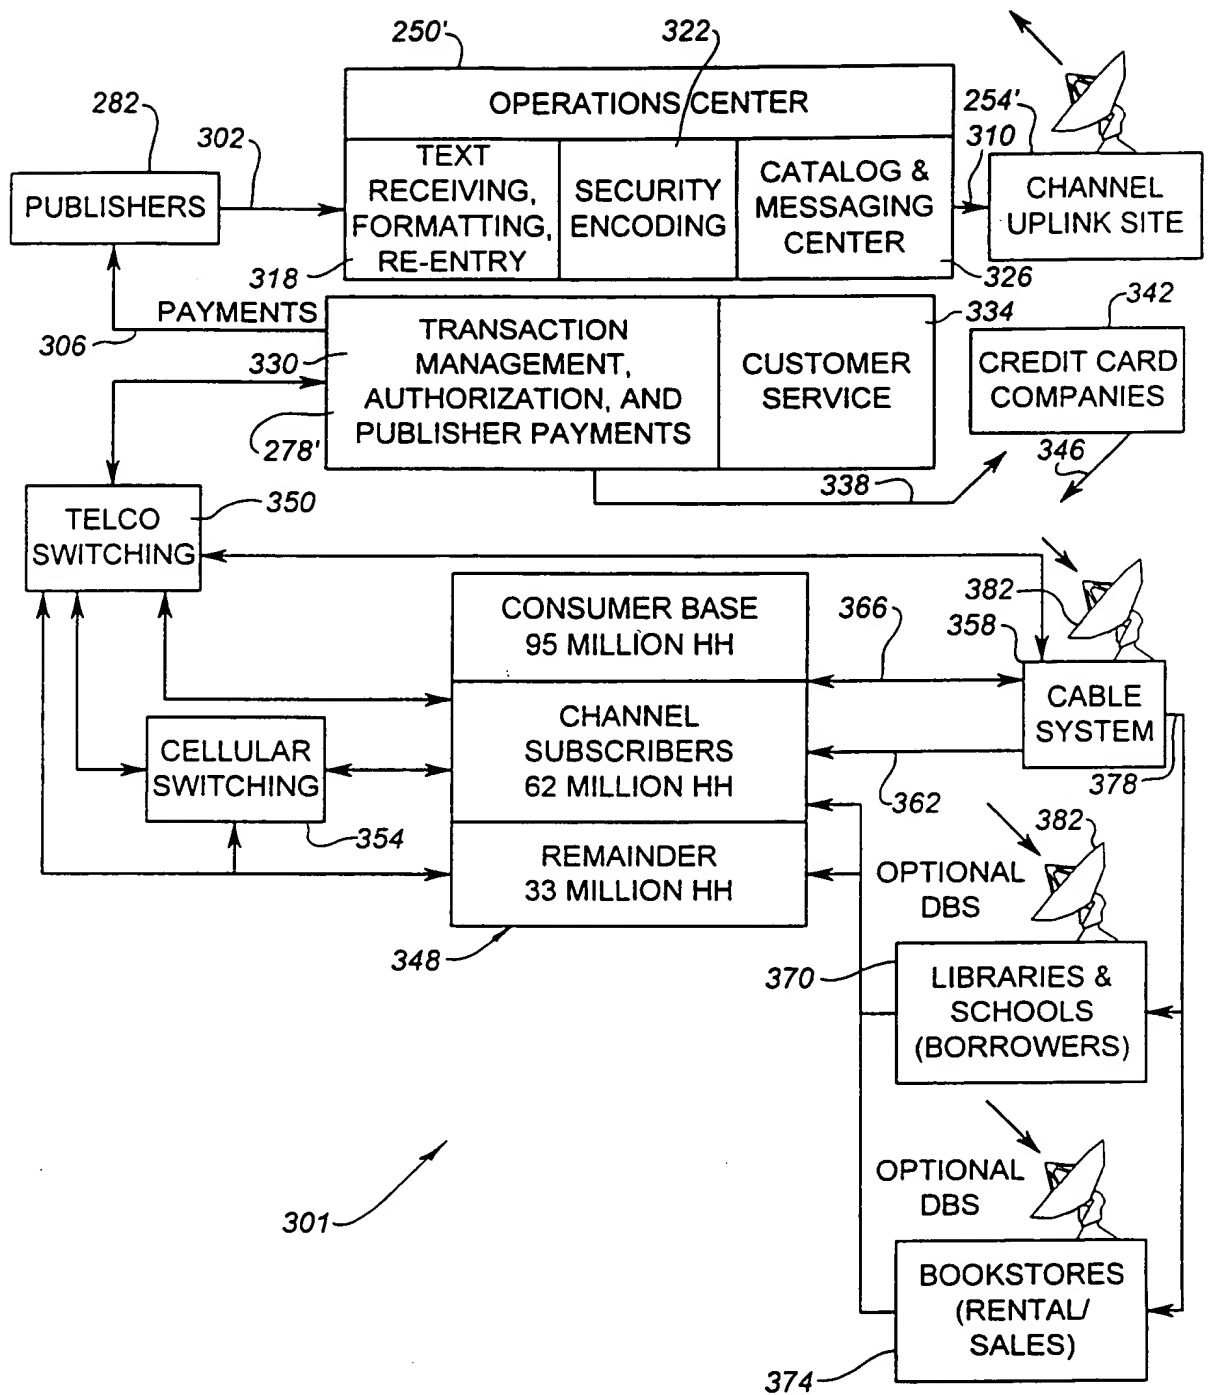 250'
322
OPERATIONS CENTER
282
302
254'
310
PUBLISHERS
TEXT
RECEIVING,
FORMATTING,
RE-ENTRY
318
SECURITY
ENCODING
CATALOG &
MESSAGING
CENTER
326
CHANNEL
UPLINK SITE
PAYMENTS
306
330
TRANSACTION
MANAGEMENT,
AUTHORIZATION, AND
PUBLISHER PAYMENTS
278'
334
CUSTOMER
SERVICE
342
CREDIT CARD
COMPANIES
346
338
350
TELCO
SWITCHING
CONSUMER BASE
95 MILLION HH
366
382
358
CABLE
SYSTEM
CHANNEL
SUBSCRIBERS
62 MILLION HH
CELLULAR
SWITCHING
362
378
354
382
REMAINDER
33 MILLION HH
OPTIONAL
DBS
348
370
LIBRARIES &
SCHOOLS
(BORROWERS)
301
OPTIONAL
DBS
BOOKSTORES
(RENTAL/
SALES)
374